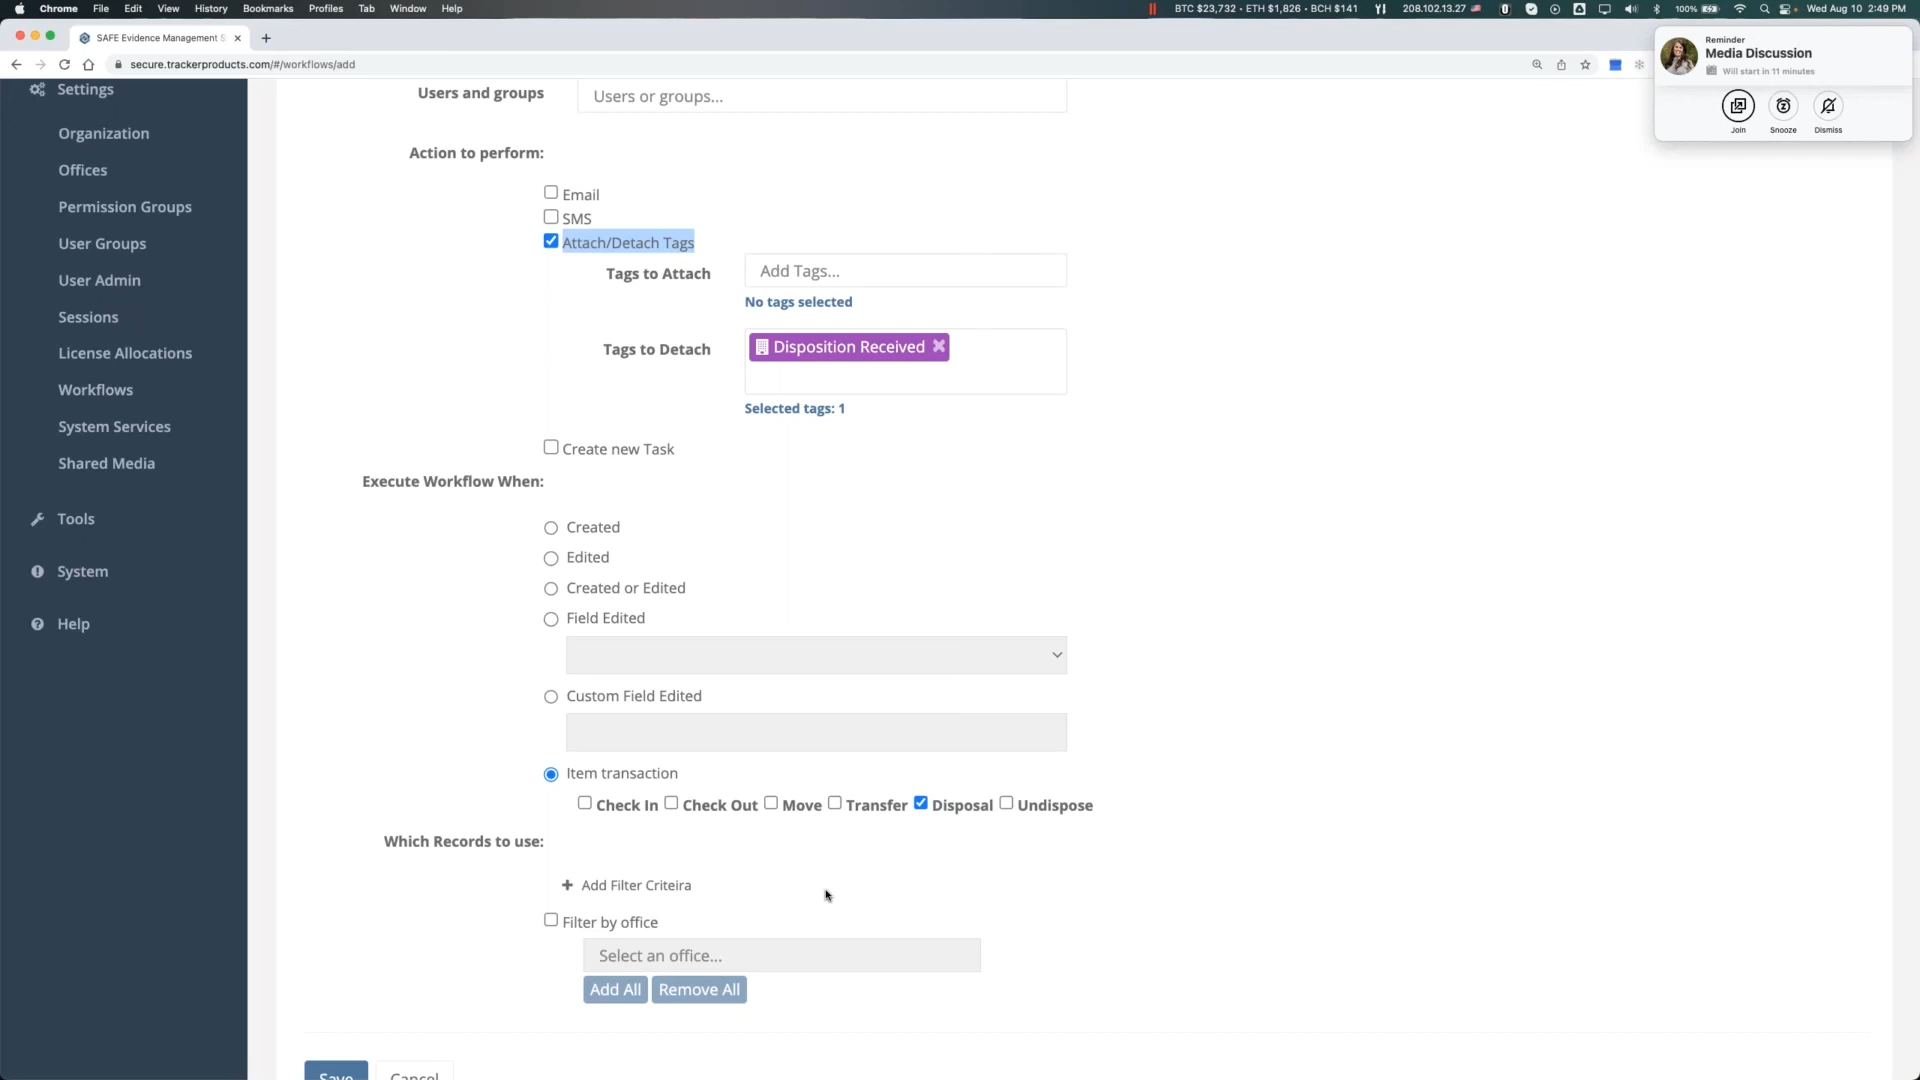 Chrome File Edit View History Bookmarks Profiles Tab Window Help
BTC $23,732 • ETH $1,826 • BCH $141 208.102.13.27 100% Wed Aug 10 2:49 PM
SAFE Evidence Management S
secure.trackerproducts.com/#/workflows/add
Reminder
Media Discussion
Will start in 11 minutes
Join Snooze Dismiss
Settings
Organization
Offices
Permission Groups
User Groups
User Admin
Sessions
License Allocations
Workflows
System Services
Shared Media
Tools
System
Help
Users and groups
Users or groups...
Action to perform:
Email
SMS
Attach/Detach Tags
Tags to Attach
Add Tags...
No tags selected
Tags to Detach
Disposition Received
Selected tags: 1
Create new Task
Execute Workflow When:
Created
Edited
Created or Edited
Field Edited
Custom Field Edited
Item transaction
Check In Check Out Move Transfer Disposal Undispose
Which Records to use:
Add Filter Criteira
Filter by office
Select an office...
Add All Remove All
Save Cancel